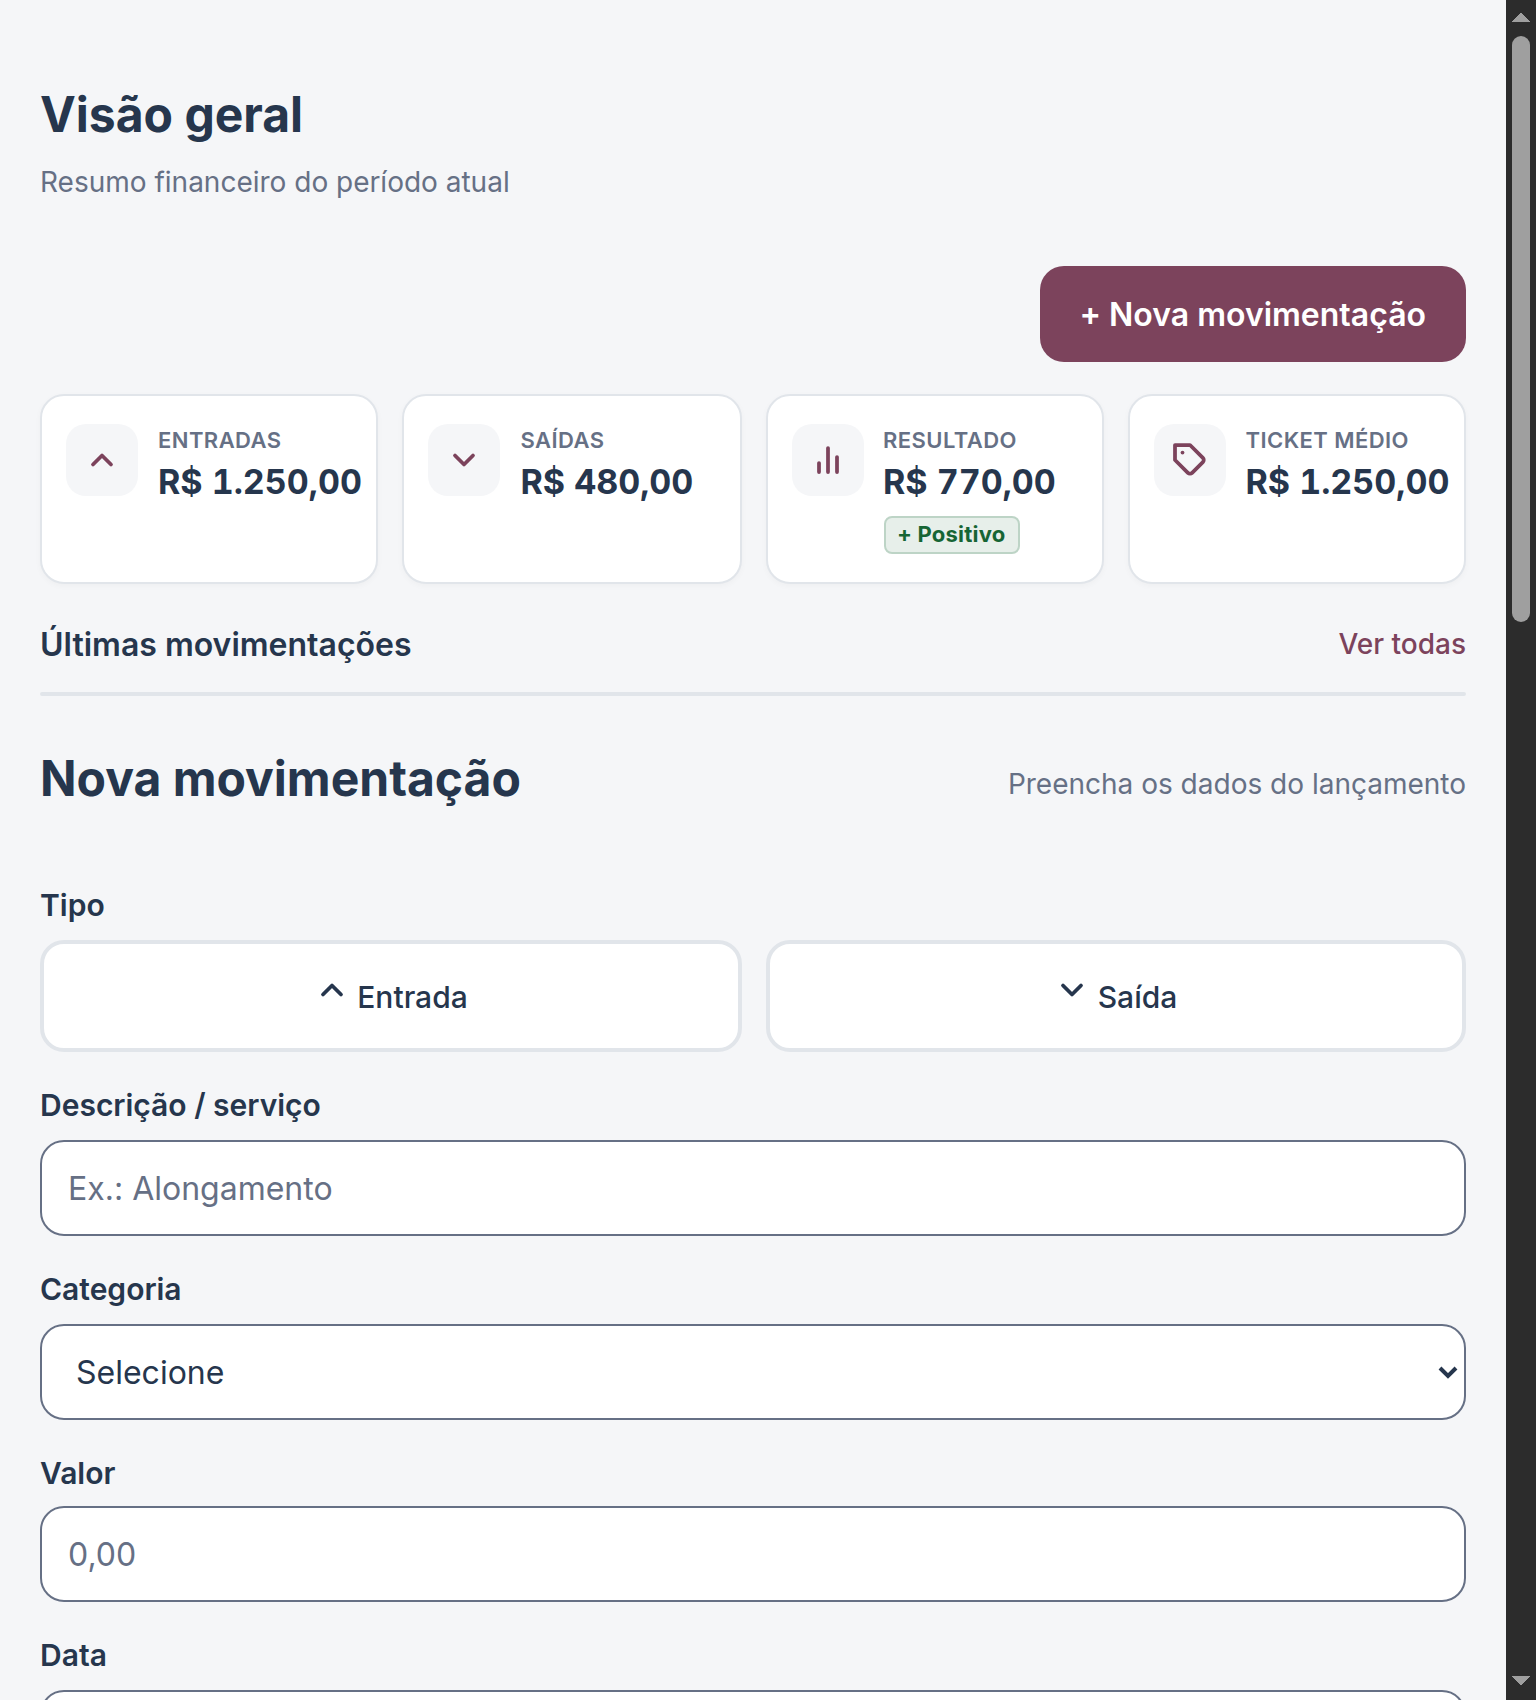 Visão geral
Resumo financeiro do período atual
+ Nova movimentação
ENTRADAS
R$ 1.250,00
SAÍDAS
R$ 480,00
RESULTADO
R$ 770,00
+ Positivo
TICKET MÉDIO
R$ 1.250,00
Últimas movimentações
Ver todas
Nova movimentação
Preencha os dados do lançamento
Tipo
Entrada
Saída
Descrição / serviço
Ex.: Alongamento
Categoria
Selecione
Valor
0,00
Data